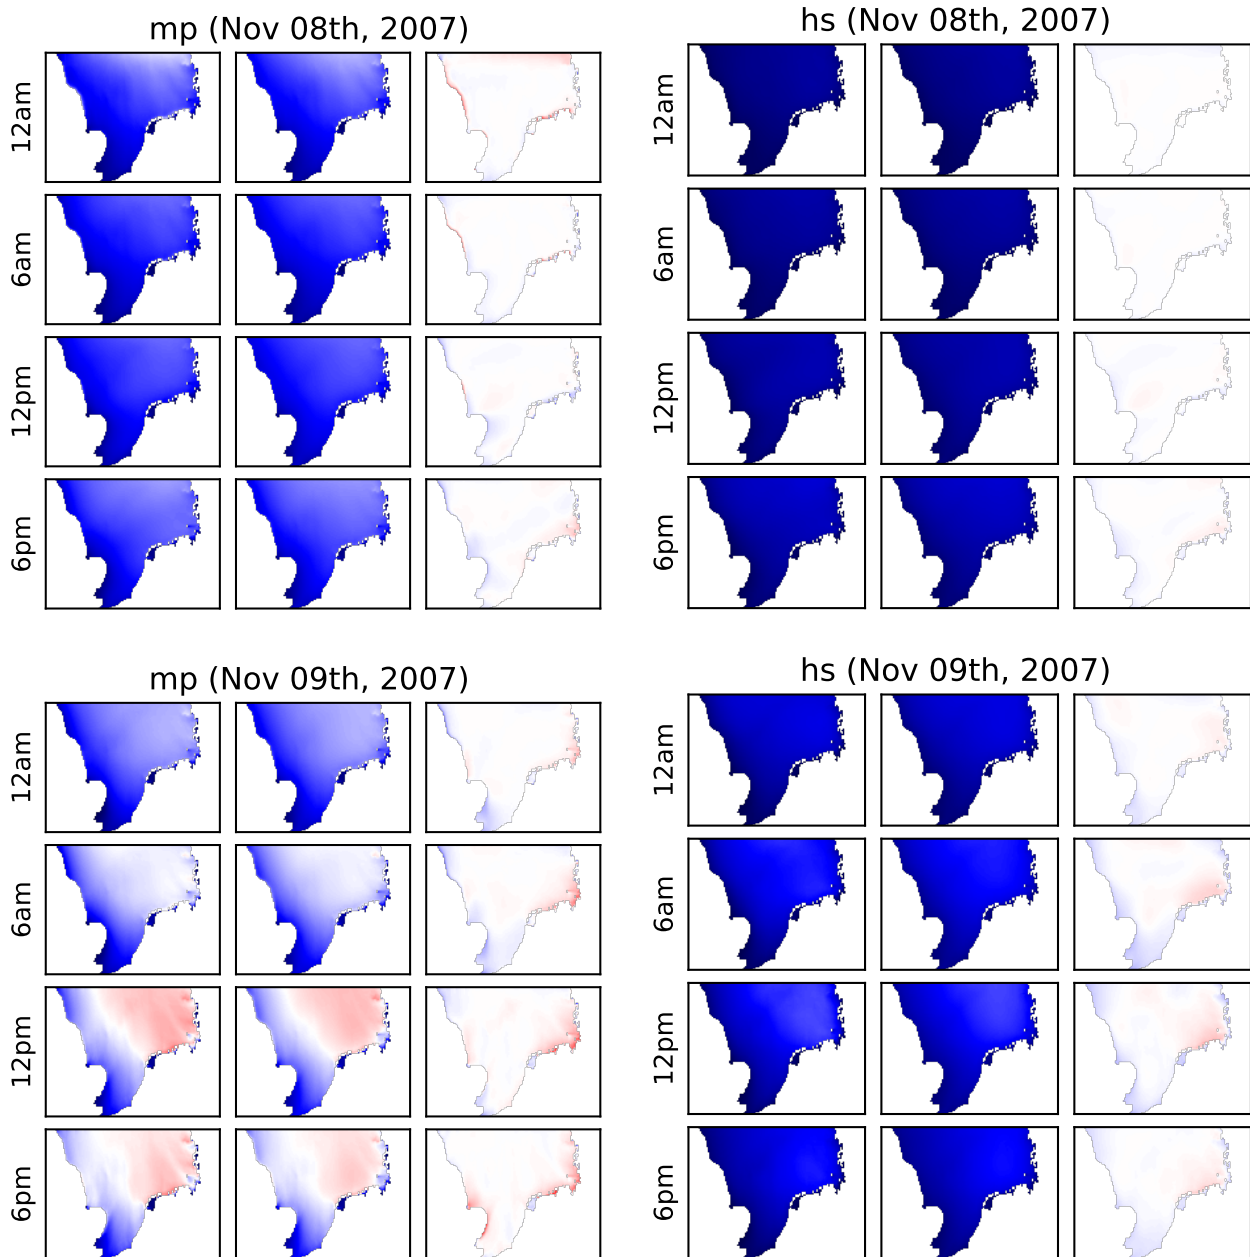 mp (Nov 08th, 2007)
12am
6am
12pm
6pm
hs (Nov 08th, 2007)
12am
6am
12pm
6pm
mp (Nov 09th, 2007)
12am
6am
12pm
6pm
hs (Nov 09th, 2007)
12am
6am
12pm
6pm